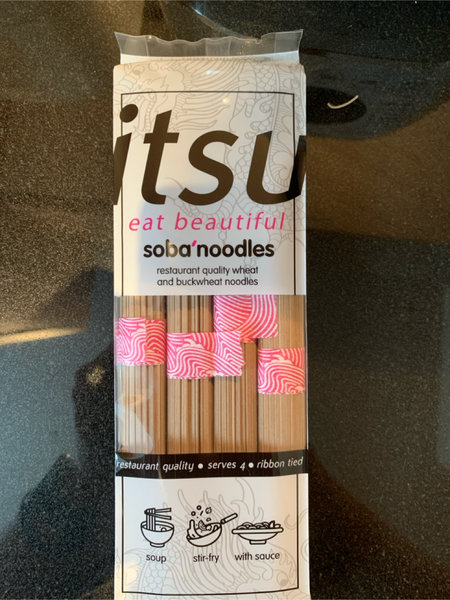 itsu
eat beautiful
soba'noodles
restaurant quality wheat
and buckwheat noodles
restaurant quality • serves 4 • ribbon tied
soup stir-fry with sauce